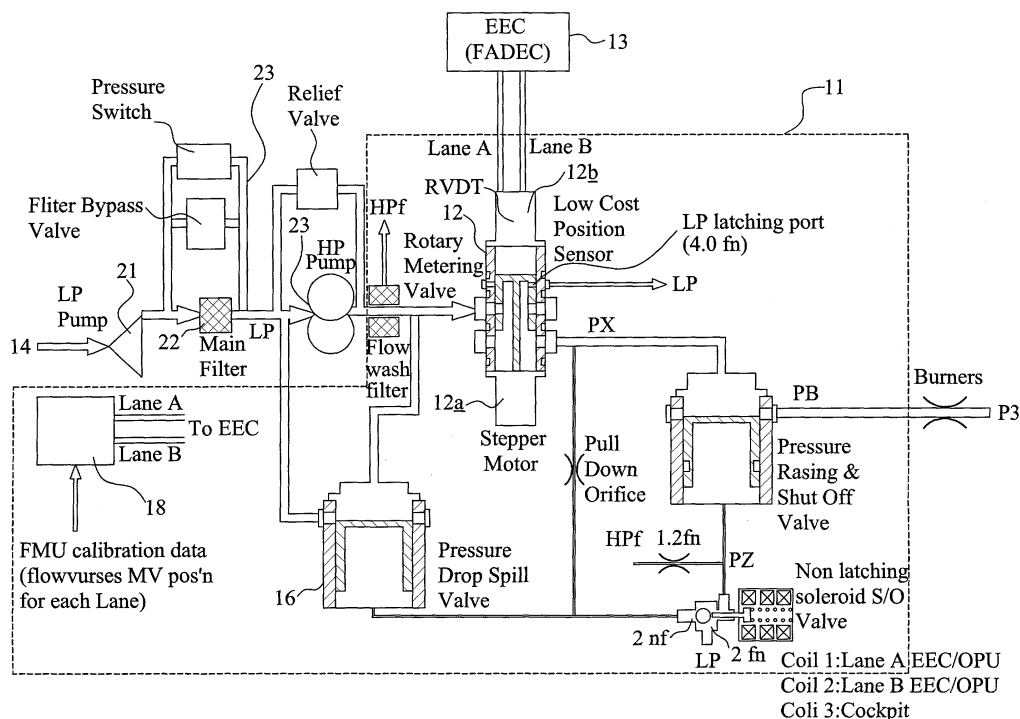 EEC
(FADEC)
13
23
Pressure
Switch
Relief
Valve
11
Lane A
Lane B
RVDT
12b
HPf
12
Low Cost
Position
Sensor
LP latching port
(4.0 fn)
Fliter Bypass
Valve
23
HP
Pump
Rotary
Metering
Valve
LP
21
LP
Pump
14
22
LP
Main
Filter
Flow
wash
filter
PX
12a
Stepper
Motor
PB
Burners
P3
Lane A
To EEC
Lane B
18
Pull
Down
Orifice
Pressure
Rasing &
Shut Off
Valve
FMU calibration data
(flowvurses MV pos'n
for each Lane)
16
Pressure
Drop Spill
Valve
HPf
1.2fn
PZ
Non latching
soleroid S/O
Valve
2 nf
2 fn
LP
Coil 1:Lane A EEC/OPU
Coil 2:Lane B EEC/OPU
Coli 3:Cockpit